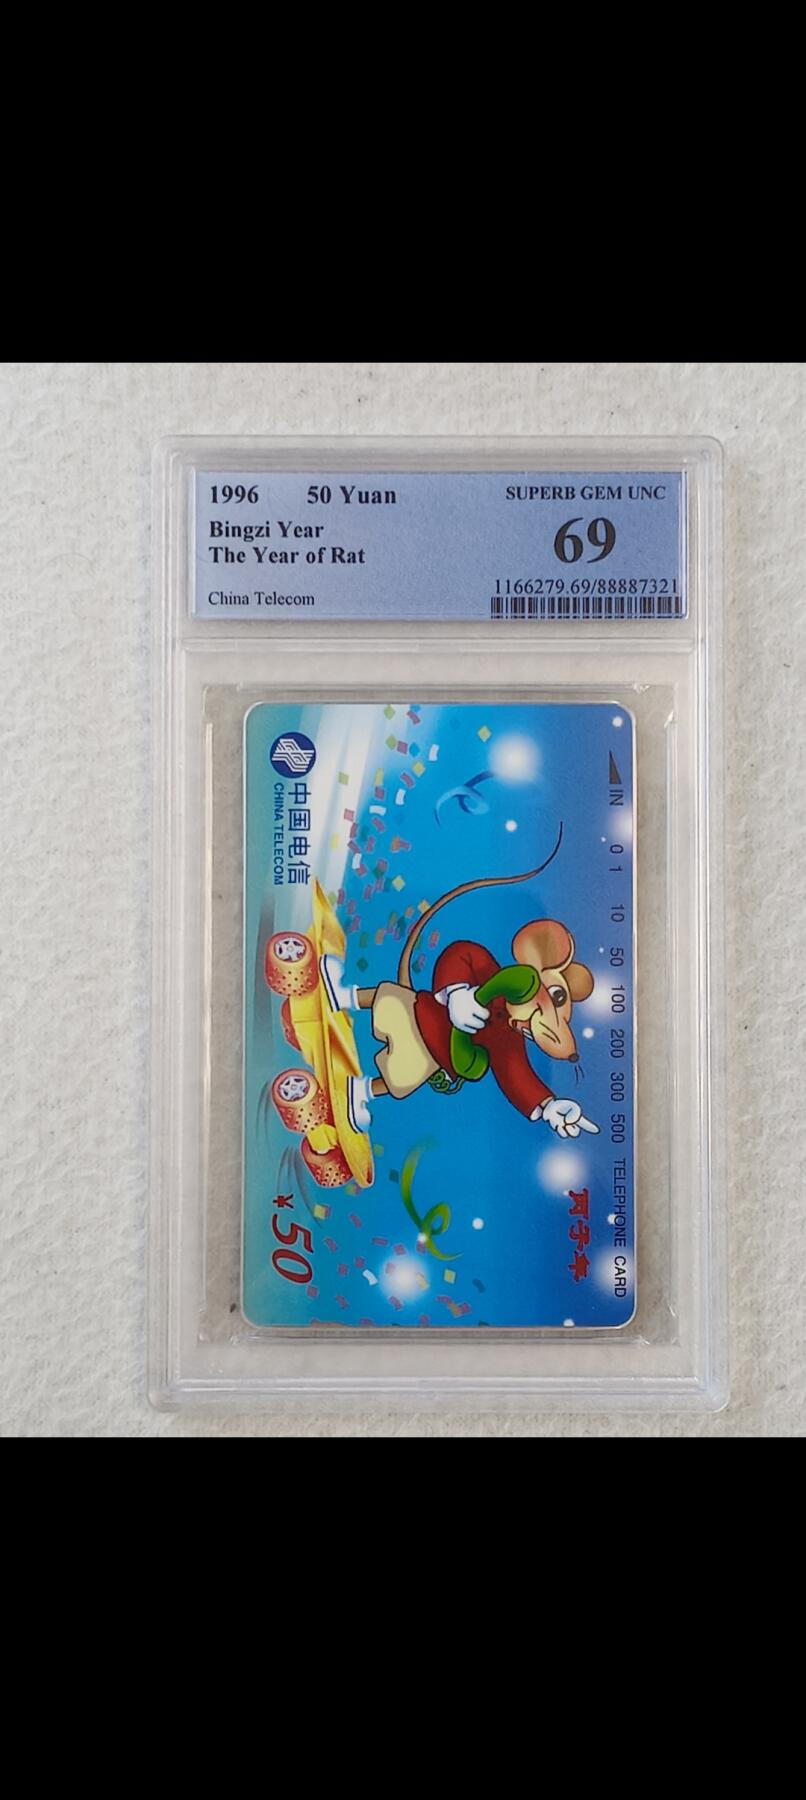 1996 50 Yuan
SUPERB GEM UNC
Bingzi Year
69
The Year of Rat
China Telecom
1166279.69/88887321
IN 0 1 10 50 100 200 300 500 TELEPHONE CARD
丙子年
中国电信
CHINA TELECOM
¥50